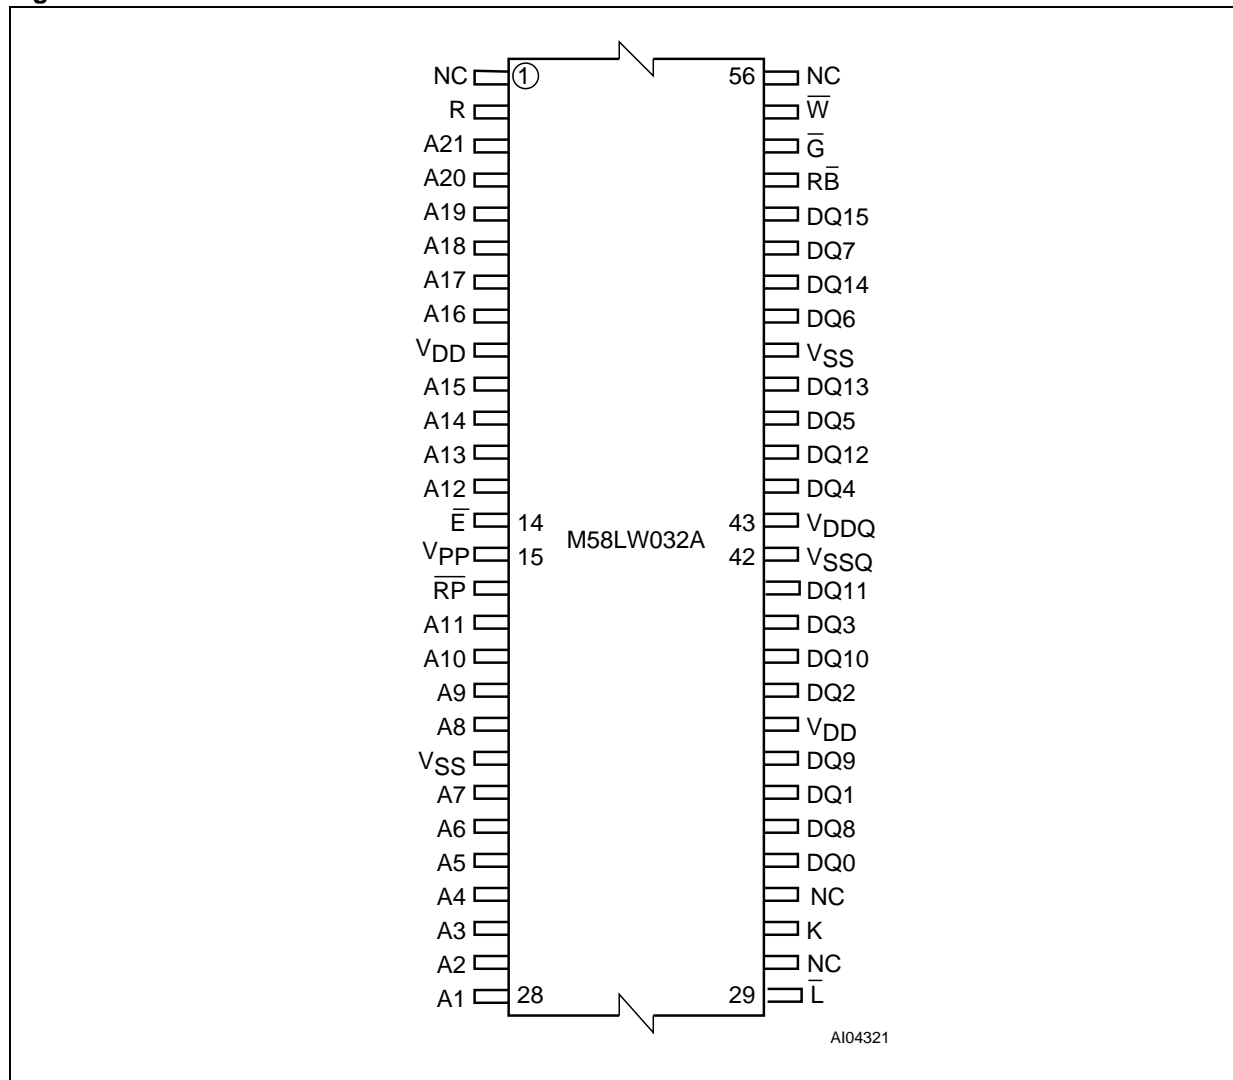 NC 1 56 NC
R W̅
A21 G̅
A20 RB̅
A19 DQ15
A18 DQ7
A17 DQ14
A16 DQ6
VDD VSS
A15 DQ13
A14 DQ5
A13 DQ12
A12 DQ4
E̅ 14 43 VDDQ
M58LW032A
VPP 15 42 VSSQ
R̅P̅ DQ11
A11 DQ3
A10 DQ10
A9 DQ2
A8 VDD
VSS DQ9
A7 DQ1
A6 DQ8
A5 DQ0
A4 NC
A3 K
A2 NC
A1 28 29 L̅
AI04321